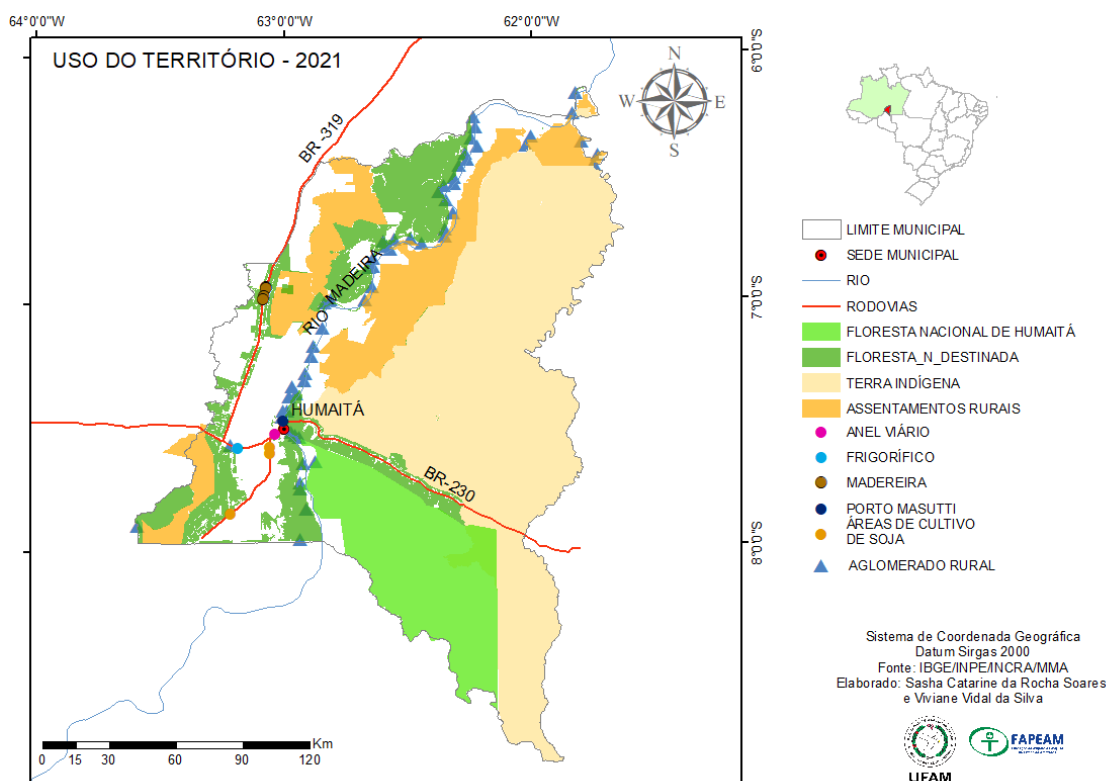 64°0'0"W
63°0'0"W
62°0'0"W
USO DO TERRITÓRIO - 2021
N
W
E
S
6°0'0"S
BR -319
RIO MADEIRA
7°0'0"S
HUMAITÁ
BR-230
8°0'0"S
Km
0 15 30 60 90 120
LIMITE MUNICIPAL
SEDE MUNICIPAL
RIO
RODOVIAS
FLORESTA NACIONAL DE HUMAITÁ
FLORESTA_N_DESTINADA
TERRA INDÍGENA
ASSENTAMENTOS RURAIS
ANEL VIÁRIO
FRIGORÍFICO
MADEREIRA
PORTO MASUTTI
ÁREAS DE CULTIVO
DE SOJA
AGLOMERADO RURAL
Sistema de Coordenada Geográfica
Datum Sirgas 2000
Fonte: IBGE/INPE/INCRA/MMA
Elaborado: Sasha Catarine da Rocha Soares
e Viviane Vidal da Silva
FAPEAM
UFAM